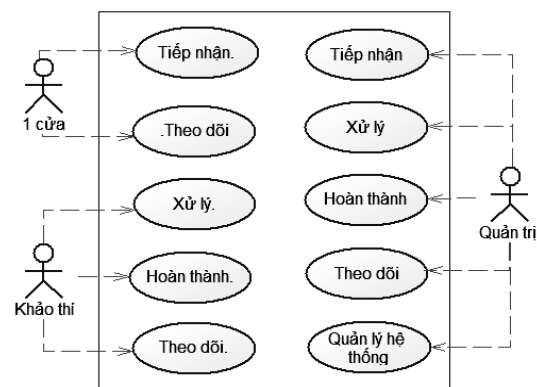 Tiếp nhận.
Tiếp nhận
1 cửa
.Theo dõi
Xử lý
Xử lý.
Hoàn thành
Quản trị
Hoàn thành.
Theo dõi
Khảo thí
Theo dõi.
Quản lý hệ
thống